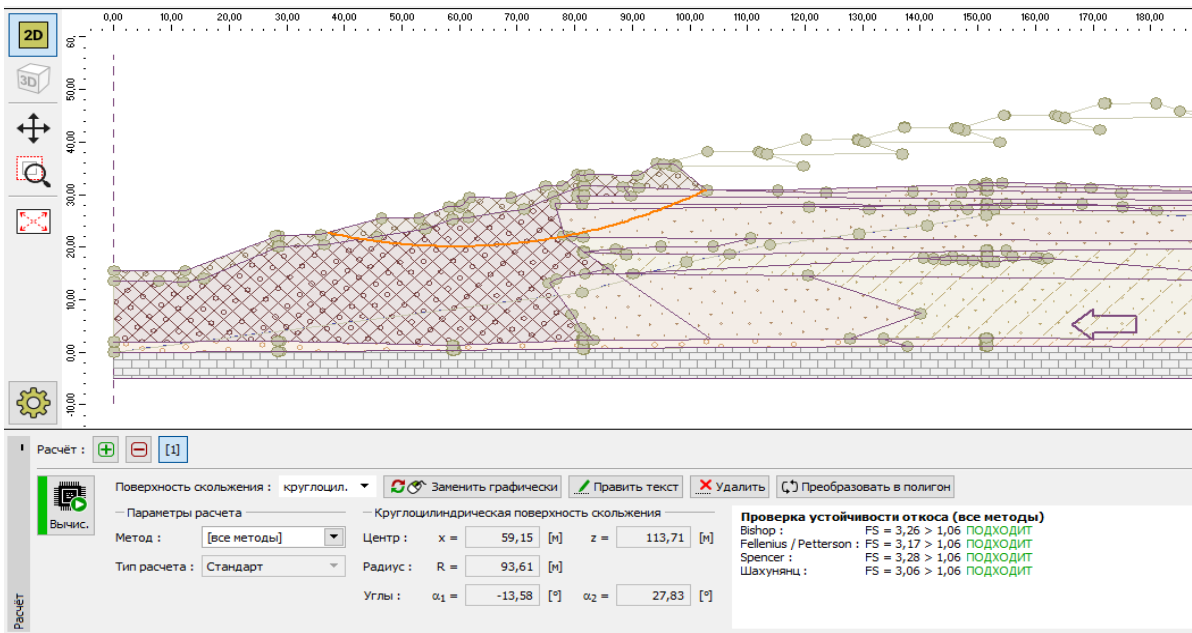 0,00 10,00 20,00 30,00 40,00 50,00 60,00 70,00 80,00 90,00 100,00 110,00 120,00 130,00 140,00 150,00 160,00 170,00 180,00
2D
3D
60,
50,00
40,00
30,00
20,00
10,00
0,00
-10,00
Расчёт : [1]
Поверхность скольжения : круглоцил. Заменить графически Править текст Удалить Преобразовать в полигон
Вычис.
Параметры расчета
Метод : [все методы]
Тип расчета : Стандарт
Круглоцилиндрическая поверхность скольжения
Центр : x = 59,15 [м] z = 113,71 [м]
Радиус : R = 93,61 [м]
Углы : α1 = -13,58 [°] α2 = 27,83 [°]
Проверка устойчивости откоса (все методы)
Bishop : FS = 3,26 > 1,06 ПОДХОДИТ
Fellenius / Petterson : FS = 3,17 > 1,06 ПОДХОДИТ
Spencer : FS = 3,28 > 1,06 ПОДХОДИТ
Шахунянц : FS = 3,06 > 1,06 ПОДХОДИТ
Расчёт